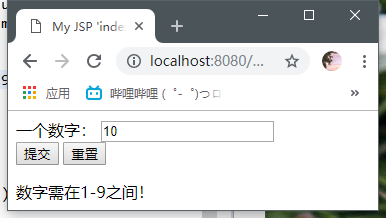 My JSP 'inde
localhost:8080/...
应用
哔哩哔哩 ( ゜- ゜)つロ
一个数字： 10
提交 重置
数字需在1-9之间！